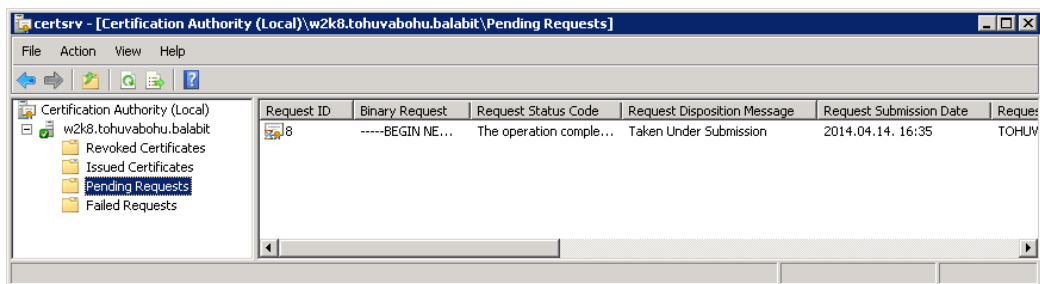 certsrv - [Certification Authority (Local)\w2k8.tohuvabohu.balabit\Pending Requests]
File Action View Help
Certification Authority (Local)
w2k8.tohuvabohu.balabit
Revoked Certificates
Issued Certificates
Pending Requests
Failed Requests
Request ID Binary Request Request Status Code Request Disposition Message Request Submission Date Reques
8 -----BEGIN NE... The operation comple... Taken Under Submission 2014.04.14. 16:35 TOHUV